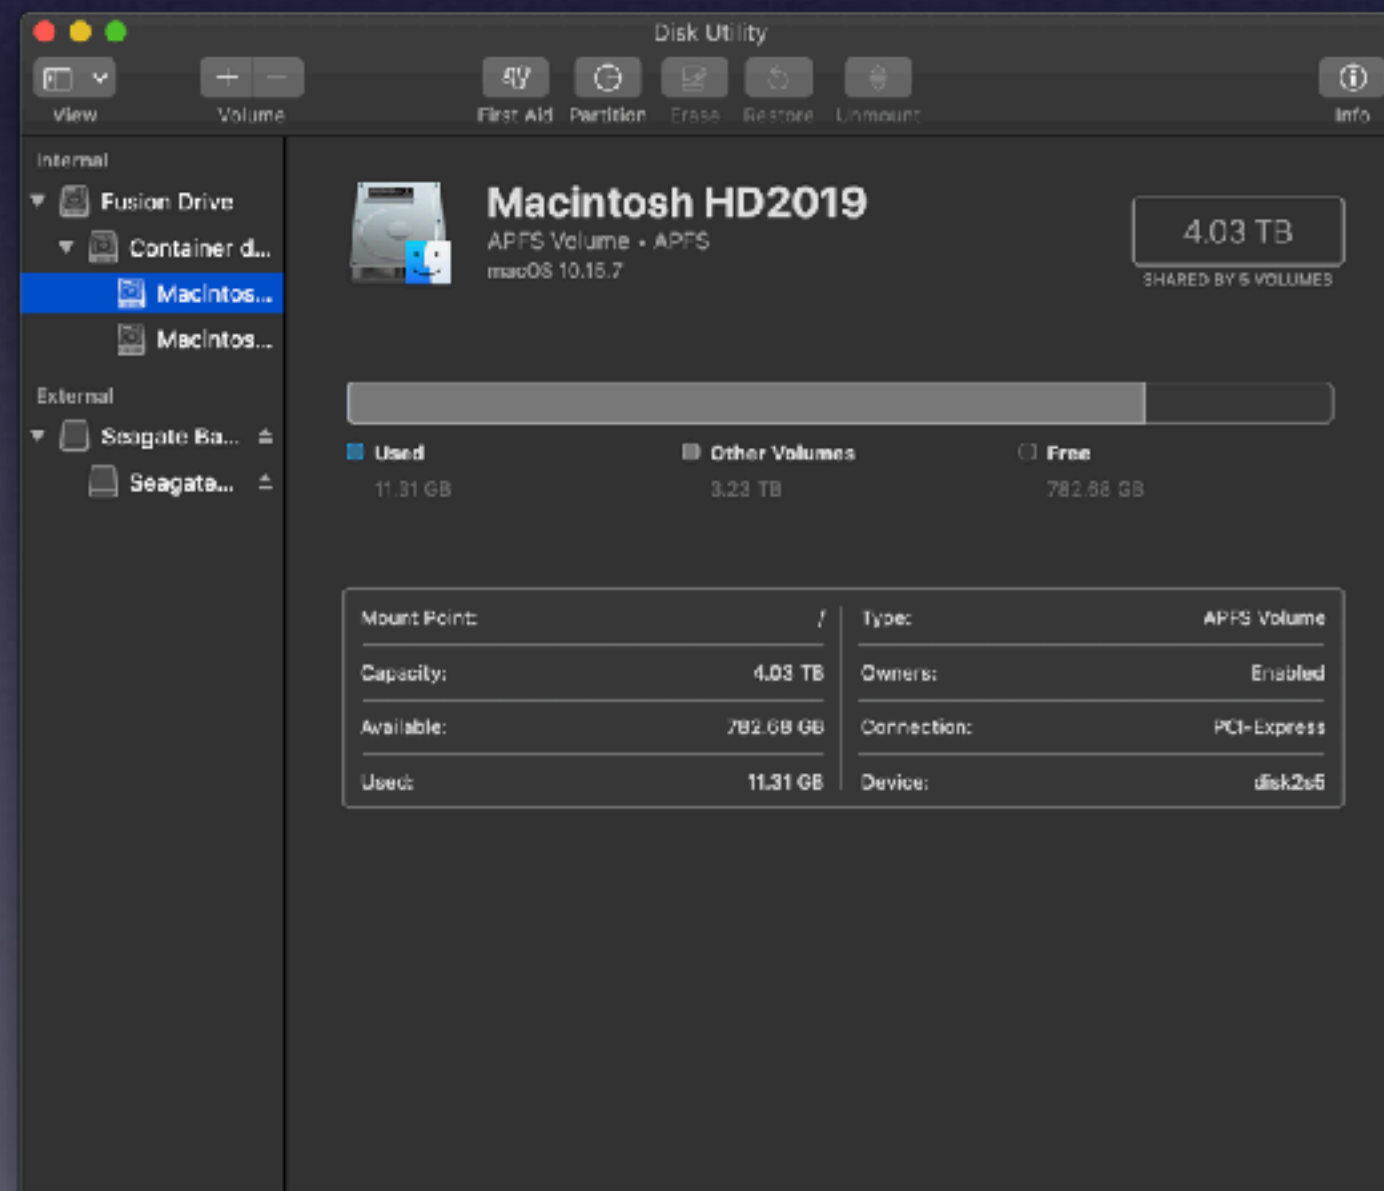 Disk Utility
View
Volume
First Aid
Partition
Erase
Restore
Unmount
Info
Internal
Fusion Drive
Container d...
Macintos...
Macintos...
External
Seagate Ba...
Seagate...
Macintosh HD2019
APFS Volume • APFS
macOS 10.15.7
4.03 TB
SHARED BY 5 VOLUMES
Used
11.31 GB
Other Volumes
3.23 TB
Free
782.68 GB
Mount Point: /
Capacity: 4.03 TB
Available: 782.68 GB
Used: 11.31 GB
Type: APFS Volume
Owners: Enabled
Connection: PCI-Express
Device: disk2s5